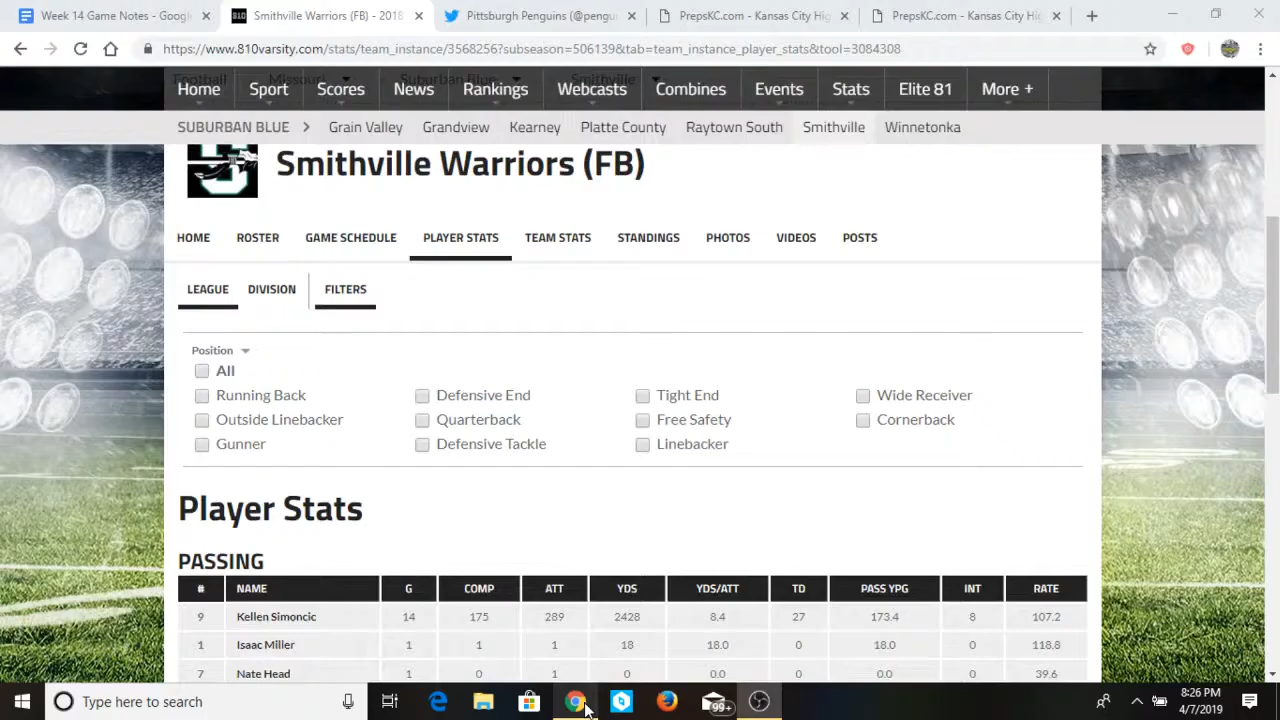 Week 14 Game Notes - Google
Smithville Warriors (FB) - 2018
Pittsburgh Penguins (@pengu
PrepsKC.com - Kansas City Hig
PrepsKC.com - Kansas City Hig
https://www.810varsity.com/stats/team_instance/3568256?subseason=506139&tab=team_instance_player_stats&tool=3084308
Football Missouri Suburban Blue Smithville
Home Sport Scores News Rankings Webcasts Combines Events Stats Elite 81 More +
SUBURBAN BLUE Grain Valley Grandview Kearney Platte County Raytown South Smithville Winnetonka
Smithville Warriors (FB)
HOME ROSTER GAME SCHEDULE PLAYER STATS TEAM STATS STANDINGS PHOTOS VIDEOS POSTS
LEAGUE DIVISION FILTERS
Position
All
Running Back Defensive End Tight End Wide Receiver
Outside Linebacker Quarterback Free Safety Cornerback
Gunner Defensive Tackle Linebacker
Player Stats
PASSING
# NAME G COMP ATT YDS YDS/ATT TD PASS YPG INT RATE
9 Kellen Simoncic 14 175 289 2428 8.4 27 173.4 8 107.2
1 Isaac Miller 1 1 1 18 18.0 0 18.0 0 118.8
7 Nate Head 1 0 1 0 0.0 0 0.0 0 39.6
Type here to search
99+
8:26 PM
4/7/2019